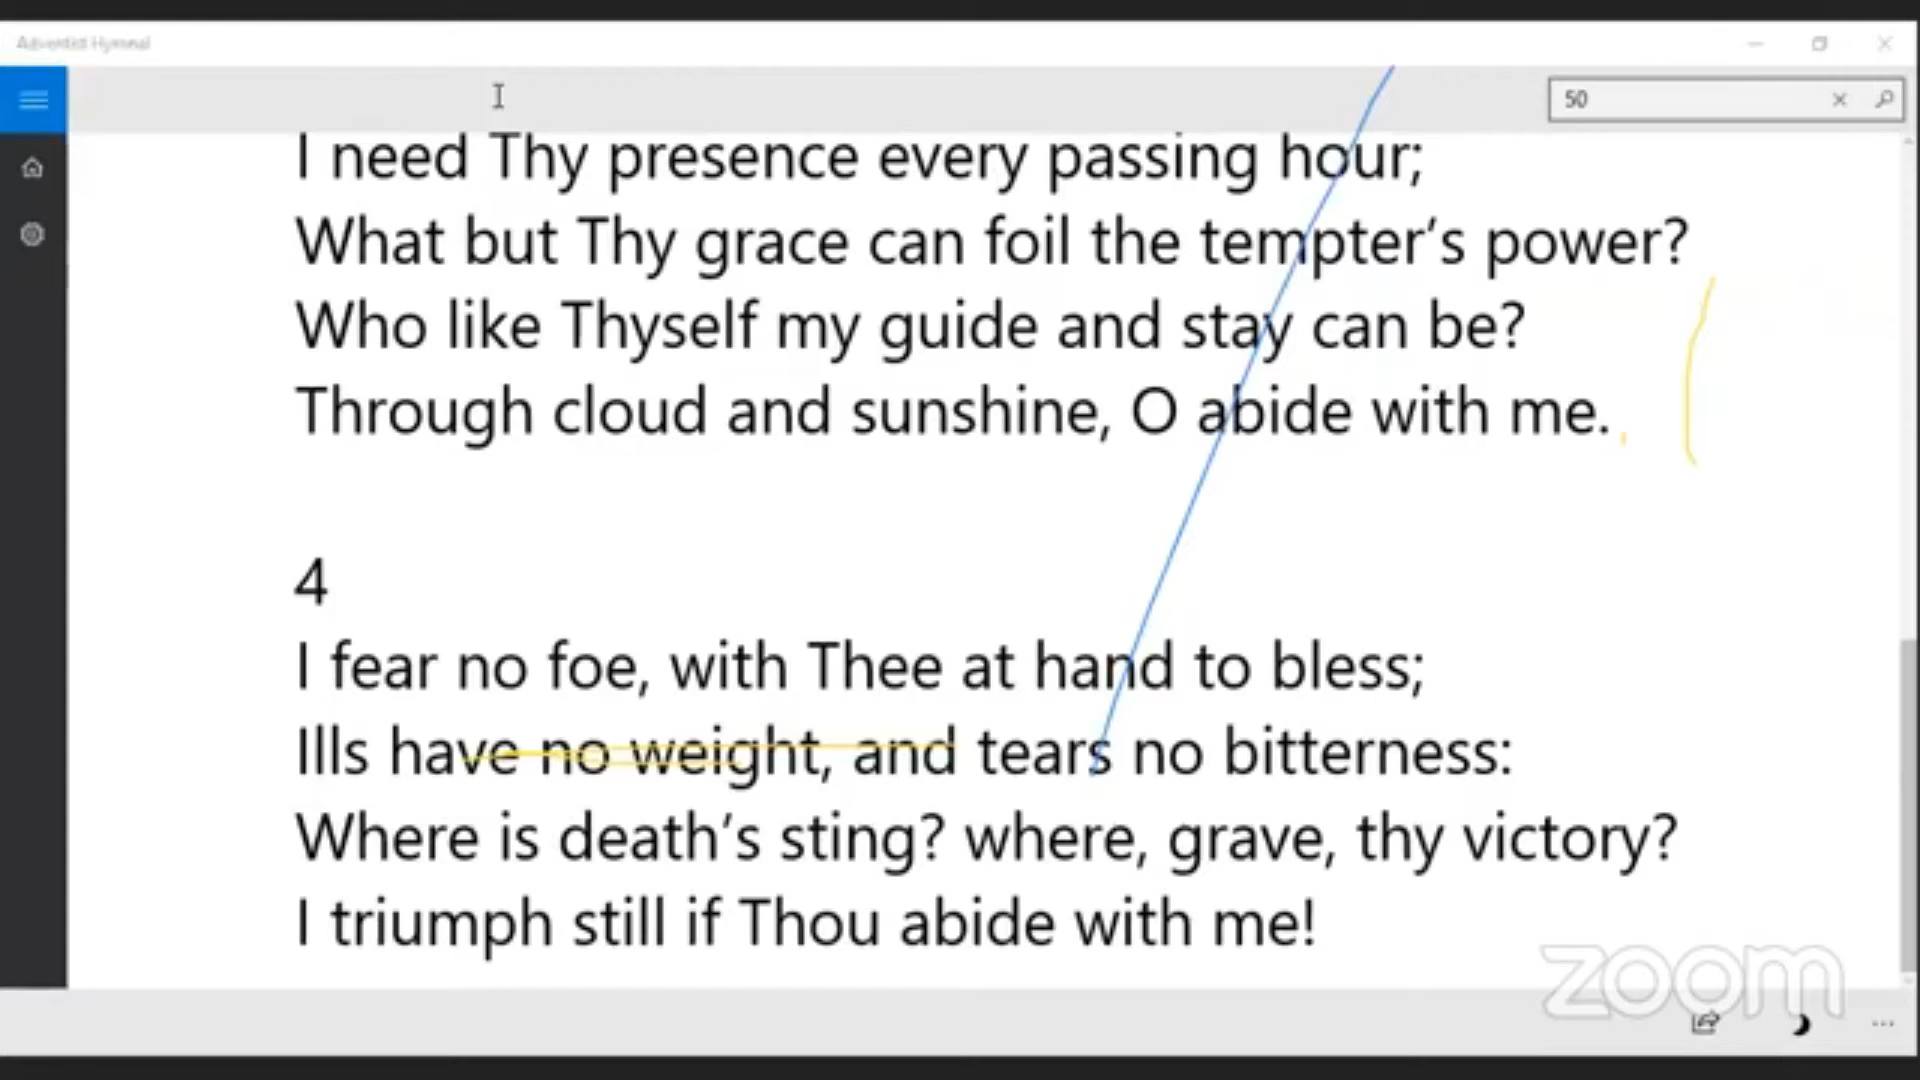 Adventist Hymnal
50
I need Thy presence every passing hour;
What but Thy grace can foil the tempter’s power?
Who like Thyself my guide and stay can be?
Through cloud and sunshine, O abide with me.
4
I fear no foe, with Thee at hand to bless;
Ills have no weight, and tears no bitterness:
Where is death’s sting? where, grave, thy victory?
I triumph still if Thou abide with me!
zoom